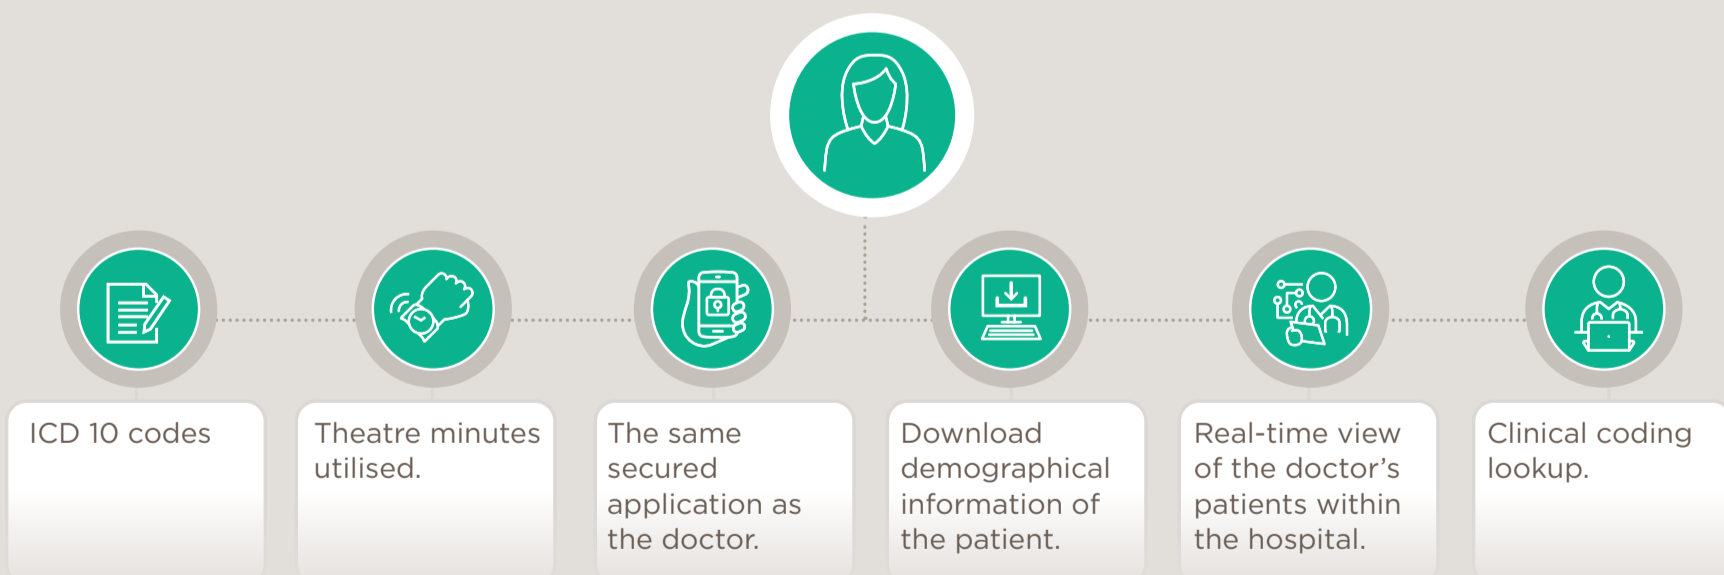 ICD 10 codes
Theatre minutes
utilised.
The same
secured
application as
the doctor.
Download
demographical
information of
the patient.
Real-time view
of the doctor's
patients within
the hospital.
Clinical coding
lookup.